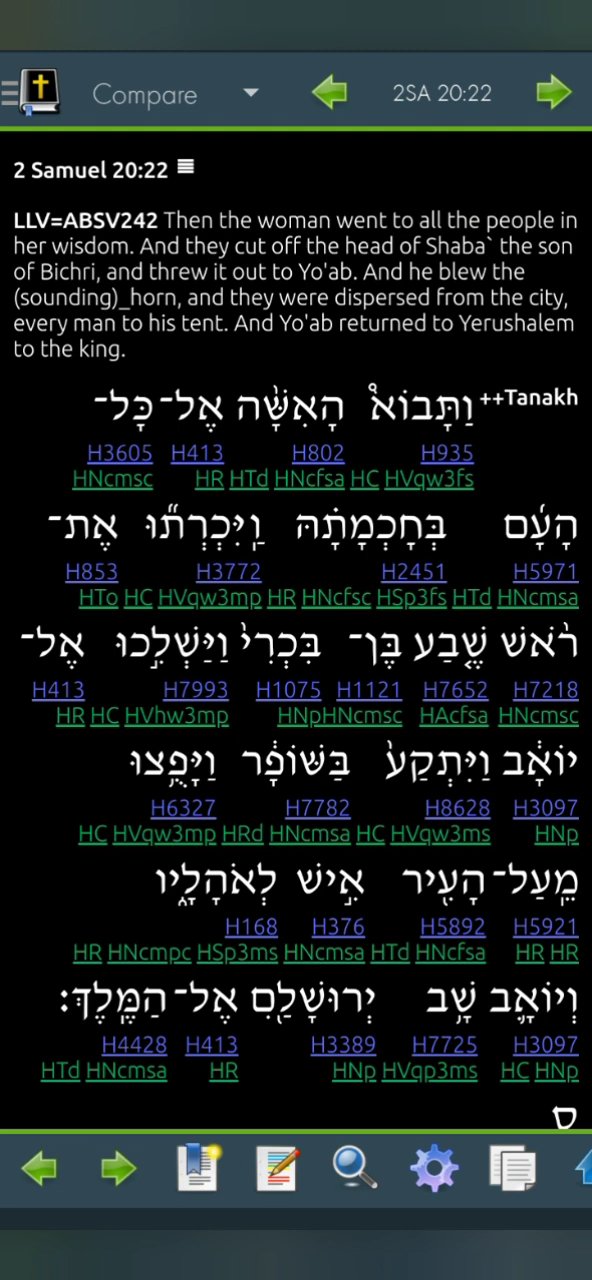 Compare
2SA 20:22
2 Samuel 20:22
LLV=ABSV242 Then the woman went to all the people in
her wisdom. And they cut off the head of Shaba` the son
of Bichri, and threw it out to Yo'ab. And he blew the
(sounding)_horn, and they were dispersed from the city,
every man to his tent. And Yo'ab returned to Yerushalem
to the king.
++Tanakh וַתָּבוֹא֩ הָאִשָּׁ֨ה אֶל־כָּל־
H3605 H413 H802 H935
HNcmsc HR HTd HNcfsa HC HVqw3fs
הָעָ֜ם בְּחָכְמָתָ֗הּ וַֽיִּכְרְת֞וּ אֶת־
H853 H3772 H2451 H5971
HTo HC HVqw3mp HR HNcfsc HSp3fs HTd HNcmsa
רֹ֨אשׁ שֶׁ֤בַע בֶּן־ בִּכְרִי֙ וַיַּשְׁלִ֣כוּ אֶל־
H413 H7993 H1075 H1121 H7652 H7218
HR HC HVhw3mp HNpHNcmsc HAcfsa HNcmsc
יוֹאָ֔ב וַיִּתְקַע֙ בַּשּׁוֹפָ֔ר וַיָּפֻ֥צוּ
H6327 H7782 H8628 H3097
HC HVqw3mp HRd HNcmsa HC HVqw3ms HNp
מֵֽעַל־הָעִ֖יר אִ֣ישׁ לְאֹהָלָ֑יו
H168 H376 H5892 H5921
HR HNcmpc HSp3ms HNcmsa HTd HNcfsa HR HR
וְיוֹאָ֛ב שָׁ֥ב יְרוּשָׁלִַ֖ם אֶל־הַמֶּֽלֶךְ׃
H4428 H413 H3389 H7725 H3097
HTd HNcmsa HR HNp HVqp3ms HC HNp
ס